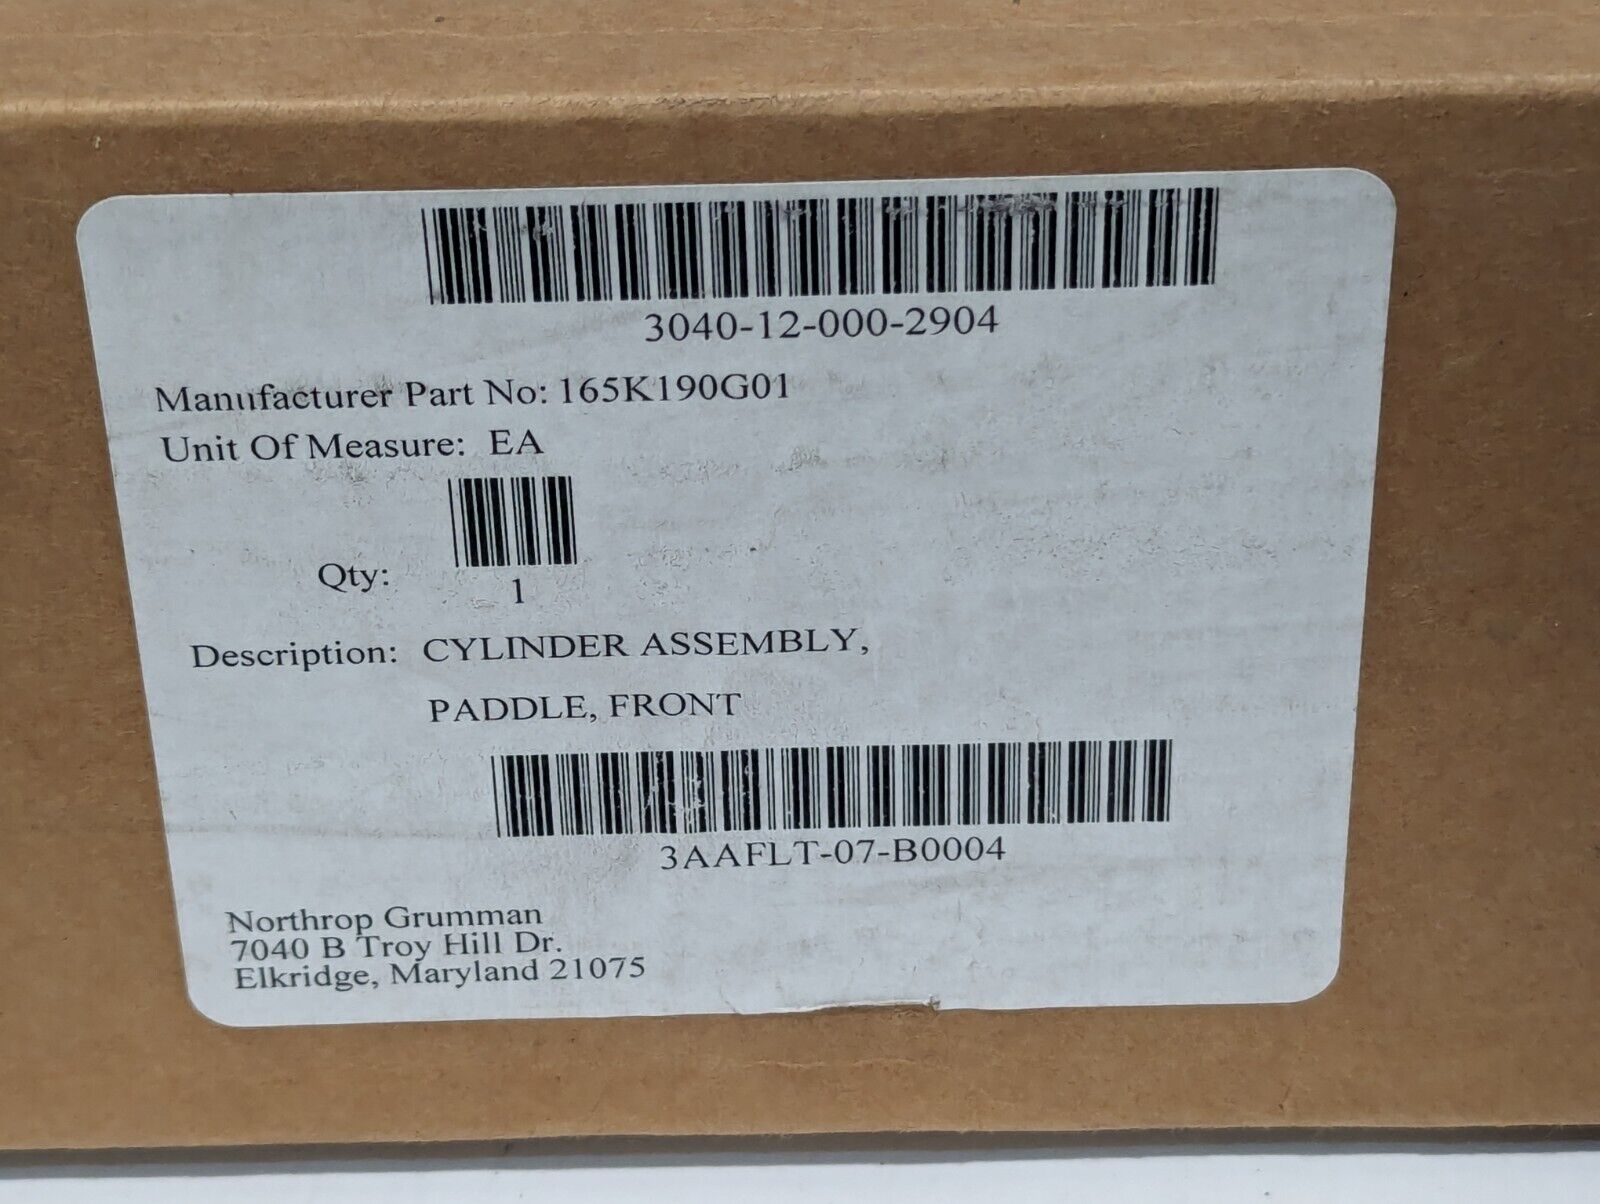 3040-12-000-2904
Manufacturer Part No: 165K190G01
Unit Of Measure: EA
Qty:
1
Description: CYLINDER ASSEMBLY,
PADDLE, FRONT
3AAFLT-07-B0004
Northrop Grumman
7040 B Troy Hill Dr.
Elkridge, Maryland 21075